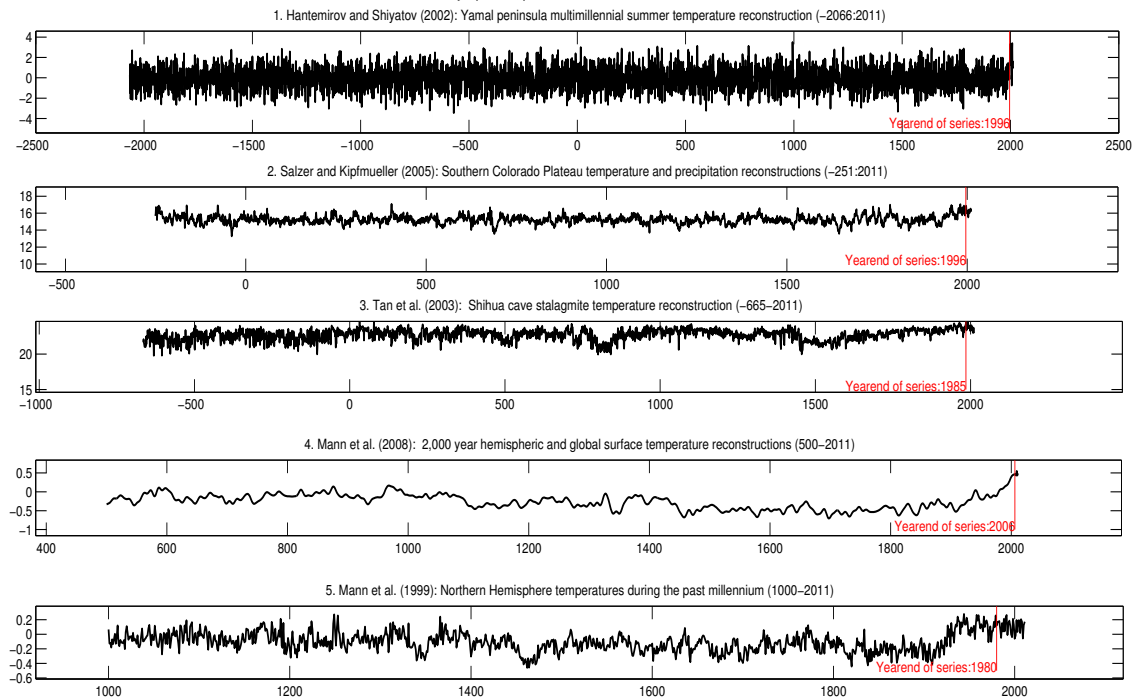 1. Hantemirov and Shiyatov (2002): Yamal peninsula multimillennial summer temperature reconstruction (−2066:2011)
4
2
0
−2
−4
Yearend of series:1996
−2500 −2000 −1500 −1000 −500 0 500 1000 1500 2000 2500
2. Salzer and Kipfmueller (2005): Southern Colorado Plateau temperature and precipitation reconstructions (−251:2011)
18
16
14
12
10
Yearend of series:1996
−500 0 500 1000 1500 2000
3. Tan et al. (2003): Shihua cave stalagmite temperature reconstruction (−665−2011)
20
15
Yearend of series:1985
−1000 −500 0 500 1000 1500 2000
4. Mann et al. (2008): 2,000 year hemispheric and global surface temperature reconstructions (500−2011)
0.5
0
−0.5
−1
Yearend of series:2006
400 600 800 1000 1200 1400 1600 1800 2000
5. Mann et al. (1999): Northern Hemisphere temperatures during the past millennium (1000−2011)
0.2
0
−0.2
−0.4
−0.6
Yearend of series:1980
1000 1200 1400 1600 1800 2000